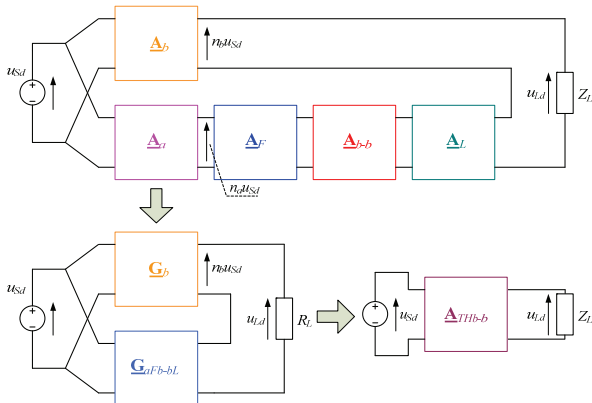 A_b
n_b u_Sd
u_Sd
+
−
u_Ld
Z_L
A_a
A_F
A_b-b
A_L
n_a u_Sd
G_b
n_b u_Sd
u_Sd
+
−
u_Ld
R_L
G_aFb-bL
+
−
u_Sd
A_THb-b
u_Ld
Z_L